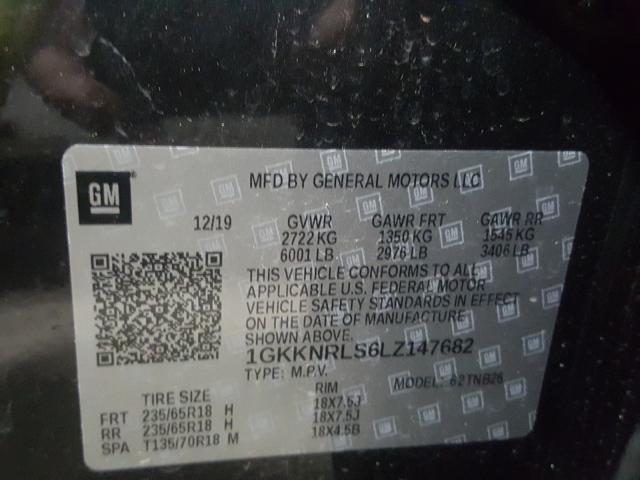 GM
MFD BY GENERAL MOTORS LLC
12/19 GVWR GAWR FRT GAWR RR
2722 KG 1350 KG 1545 KG
6001 LB 2976 LB 3406 LB
THIS VEHICLE CONFORMS TO ALL
APPLICABLE U.S. FEDERAL MOTOR
VEHICLE SAFETY STANDARDS IN EFFECT
ON THE DATE OF MANUFACTURE
SHOWN ABOVE.
1GKKNRLS6LZ147682
TYPE: M.P.V. MODEL: 62TNB26
TIRE SIZE RIM
FRT 235/65R18 H 18X7.5J
RR 235/65R18 H 18X7.5J
SPA T135/70R18 M 18X4.5B